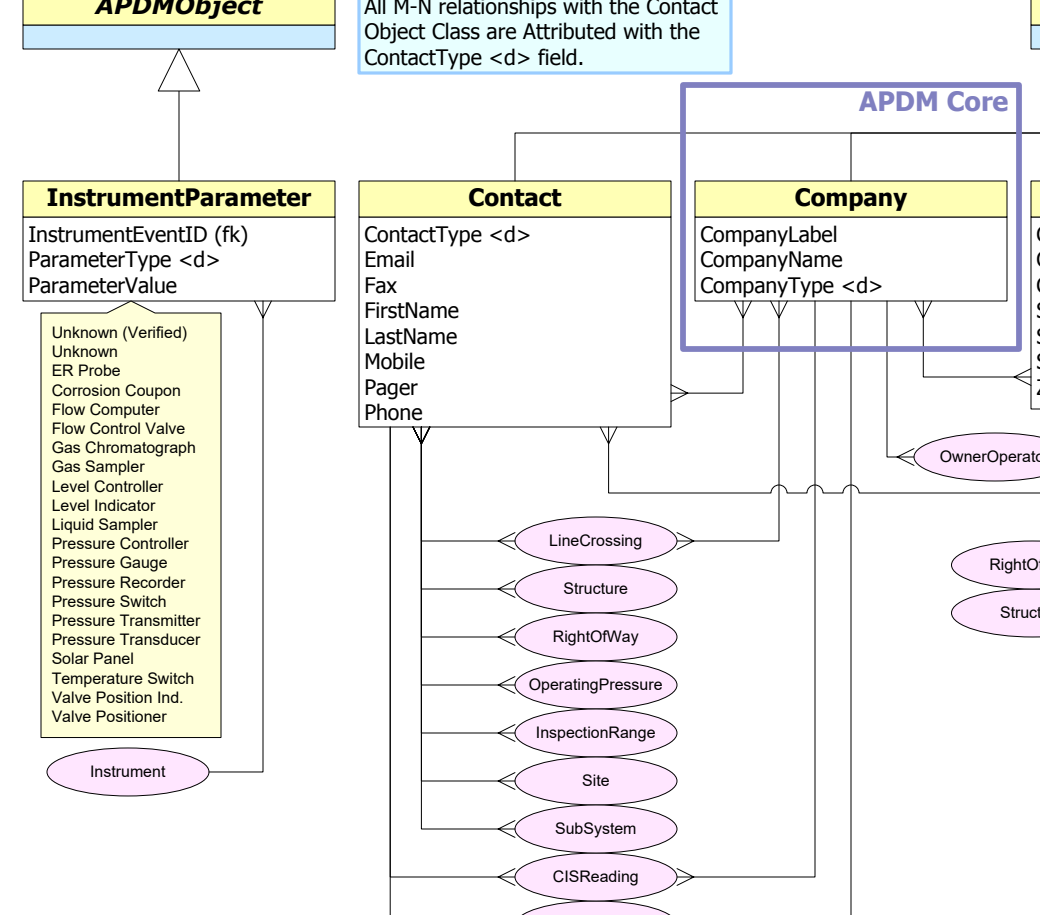 APDMObject
All M-N relationships with the Contact
Object Class are Attributed with the
ContactType <d> field.
APDM Core
InstrumentParameter
InstrumentEventID (fk)
ParameterType <d>
ParameterValue
Unknown (Verified)
Unknown
ER Probe
Corrosion Coupon
Flow Computer
Flow Control Valve
Gas Chromatograph
Gas Sampler
Level Controller
Level Indicator
Liquid Sampler
Pressure Controller
Pressure Gauge
Pressure Recorder
Pressure Switch
Pressure Transmitter
Pressure Transducer
Solar Panel
Temperature Switch
Valve Position Ind.
Valve Positioner
Instrument
Contact
ContactType <d>
Email
Fax
FirstName
LastName
Mobile
Pager
Phone
Company
CompanyLabel
CompanyName
CompanyType <d>
LineCrossing
Structure
RightOfWay
OperatingPressure
InspectionRange
Site
SubSystem
CISReading